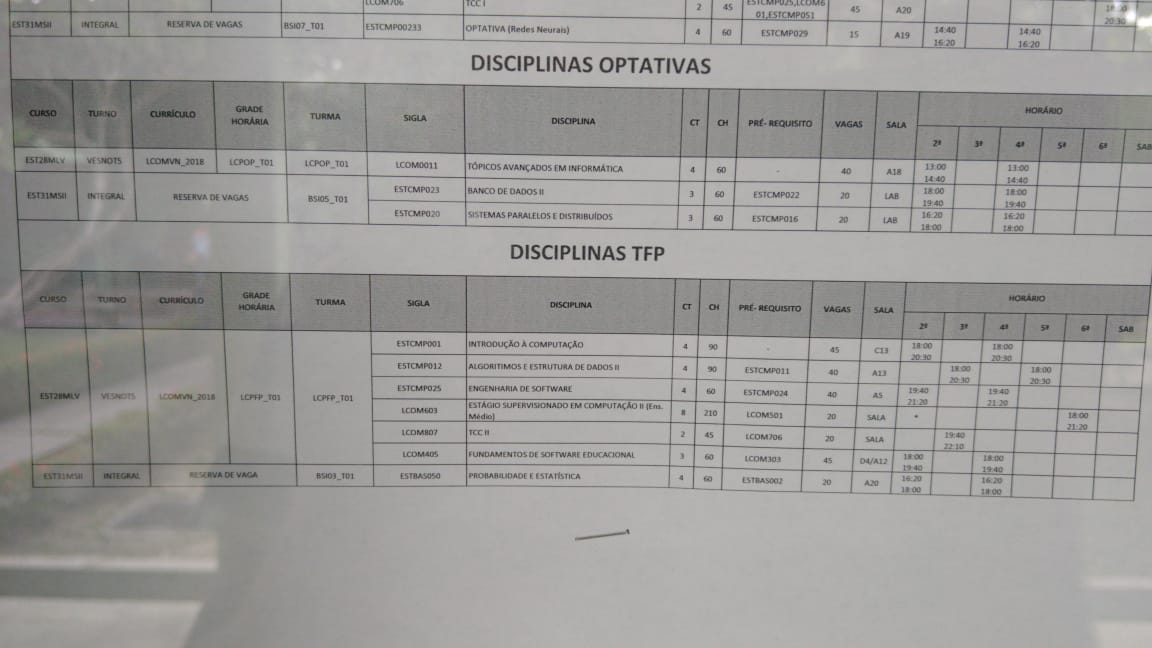 LCOM706 TCC I 2 45 ESTCMP025,LCOM6 45 A20 18:00
01,ESTCMP051 20:30
EST31MSII INTEGRAL RESERVA DE VAGAS BSI07_T01 ESTCMP00233 OPTATIVA (Redes Neurais) 4 60 ESTCMP029 15 A19 14:40 14:40
16:20 16:20
DISCIPLINAS OPTATIVAS
CURSO TURNO CURRÍCULO GRADE HORÁRIA TURMA SIGLA DISCIPLINA CT CH PRÉ- REQUISITO VAGAS SALA HORÁRIO
2ª 3ª 4ª 5ª 6ª SAB
EST28MLV VESNOTS LCOMVN_2018 LCPOP_T01 LCPOP_T01 LCOM0011 TÓPICOS AVANÇADOS EM INFORMÁTICA 4 60 - 40 A18 13:00 13:00
14:40 14:40
EST31MSII INTEGRAL RESERVA DE VAGAS BSI05_T01 ESTCMP023 BANCO DE DADOS II 3 60 ESTCMP022 20 LAB 18:00 18:00
19:40 19:40
ESTCMP020 SISTEMAS PARALELOS E DISTRIBUÍDOS 3 60 ESTCMP016 20 LAB 16:20 16:20
18:00 18:00
DISCIPLINAS TFP
CURSO TURNO CURRÍCULO GRADE HORÁRIA TURMA SIGLA DISCIPLINA CT CH PRÉ- REQUISITO VAGAS SALA HORÁRIO
2ª 3ª 4ª 5ª 6ª SAB
EST28MLV VESNOTS LCOMVN_2018 LCPFP_T01 LCPFP_T01 ESTCMP001 INTRODUÇÃO À COMPUTAÇÃO 4 90 - 45 C13 18:00 18:00
20:30 20:30
ESTCMP012 ALGORITIMOS E ESTRUTURA DE DADOS II 4 90 ESTCMP011 40 A13 18:00 18:00
20:30 20:30
ESTCMP025 ENGENHARIA DE SOFTWARE 4 60 ESTCMP024 40 A5 19:40 19:40
21:20 21:20
LCOM603 ESTÁGIO SUPERVISIONADO EM COMPUTAÇÃO II (Ens. 8 210 LCOM501 20 SALA * 18:00
Médio) 21:20
LCOM807 TCC II 2 45 LCOM706 20 SALA 19:40
22:10
LCOM405 FUNDAMENTOS DE SOFTWARE EDUCACIONAL 3 60 LCOM303 45 D4/A12 18:00 18:00
19:40 19:40
EST31MSII INTEGRAL RESERVA DE VAGA BSI03_T01 ESTBAS050 PROBABILIDADE E ESTATÍSTICA 4 60 ESTBAS002 20 A20 16:20 16:20
18:00 18:00